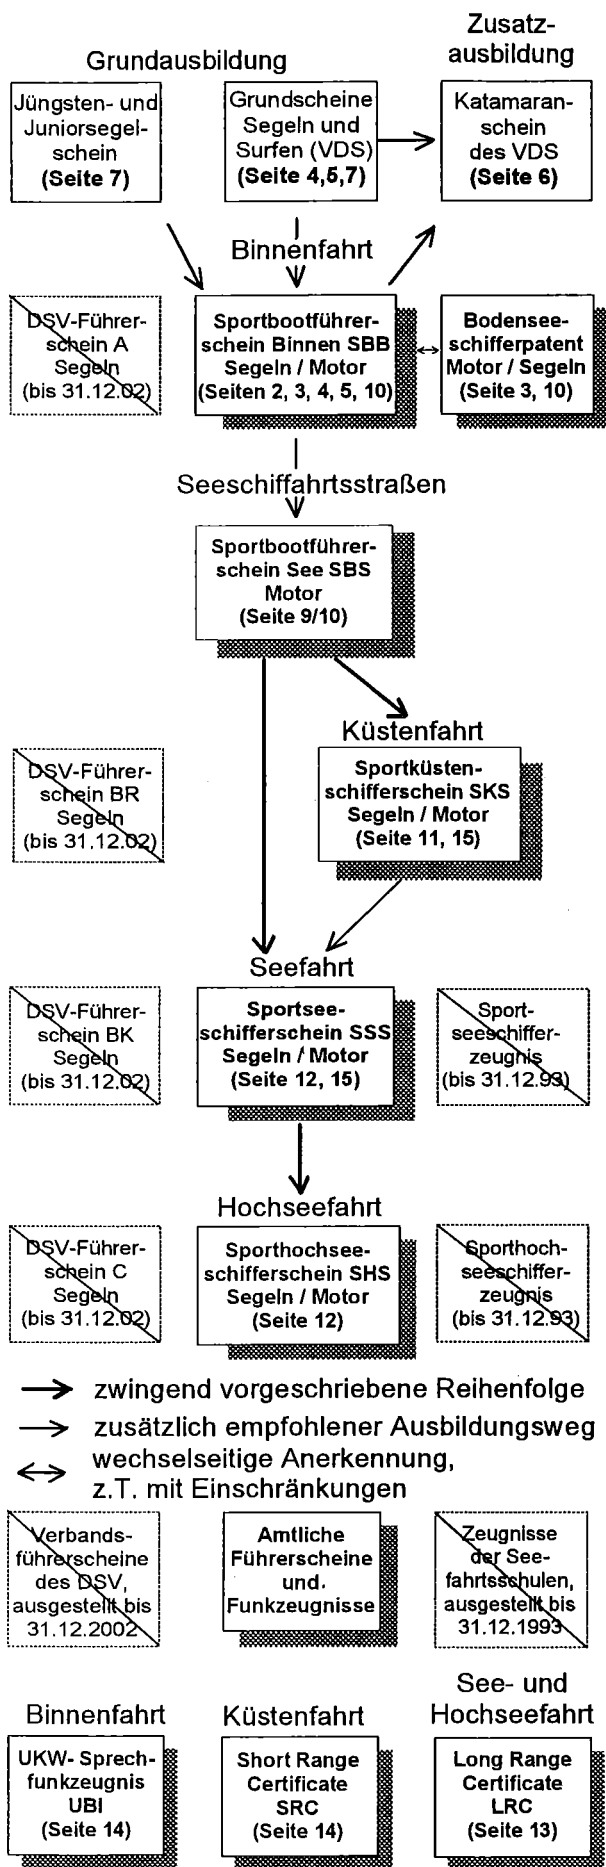 Grundausbildung
Zusatz-
ausbildung
Jüngsten- und
Juniorsegel-
schein
(Seite 7)
Grundscheine
Segeln und
Surfen (VDS)
(Seite 4,5,7)
Katamaran-
schein
des VDS
(Seite 6)
Binnenfahrt
DSV-Führer-
schein A
Segeln
(bis 31.12.02)
Sportbootführer-
schein Binnen SBB
Segeln / Motor
(Seiten 2, 3, 4, 5, 10)
Bodensee-
schifferpatent
Motor / Segeln
(Seite 3, 10)
Seeschiffahrtsstraßen
Sportbootführer-
schein See SBS
Motor
(Seite 9/10)
Küstenfahrt
DSV-Führer-
schein BR
Segeln
(bis 31.12.02)
Sportküsten-
schifferschein SKS
Segeln / Motor
(Seite 11, 15)
Seefahrt
DSV-Führer-
schein BK
Segeln
(bis 31.12.02)
Sportsee-
schifferschein SSS
Segeln / Motor
(Seite 12, 15)
Sport-
seeschiffer-
zeugnis
(bis 31.12.93)
Hochseefahrt
DSV-Führer-
schein C
Segeln
(bis 31.12.02)
Sporthochsee-
schifferschein SHS
Segeln / Motor
(Seite 12)
Sporthoch-
seeschiffer-
zeugnis
(bis 31.12.93)
zwingend vorgeschriebene Reihenfolge
zusätzlich empfohlener Ausbildungsweg
wechselseitige Anerkennung,
z.T. mit Einschränkungen
Verbands-
führerscheine
des DSV,
ausgestellt bis
31.12.2002
Amtliche
Führerscheine
und.
Funkzeugnisse
Zeugnisse
der See-
fahrtsschulen,
ausgestellt bis
31.12.1993
Binnenfahrt
Küstenfahrt
See- und
Hochseefahrt
UKW- Sprech-
funkzeugnis
UBI
(Seite 14)
Short Range
Certificate
SRC
(Seite 14)
Long Range
Certificate
LRC
(Seite 13)